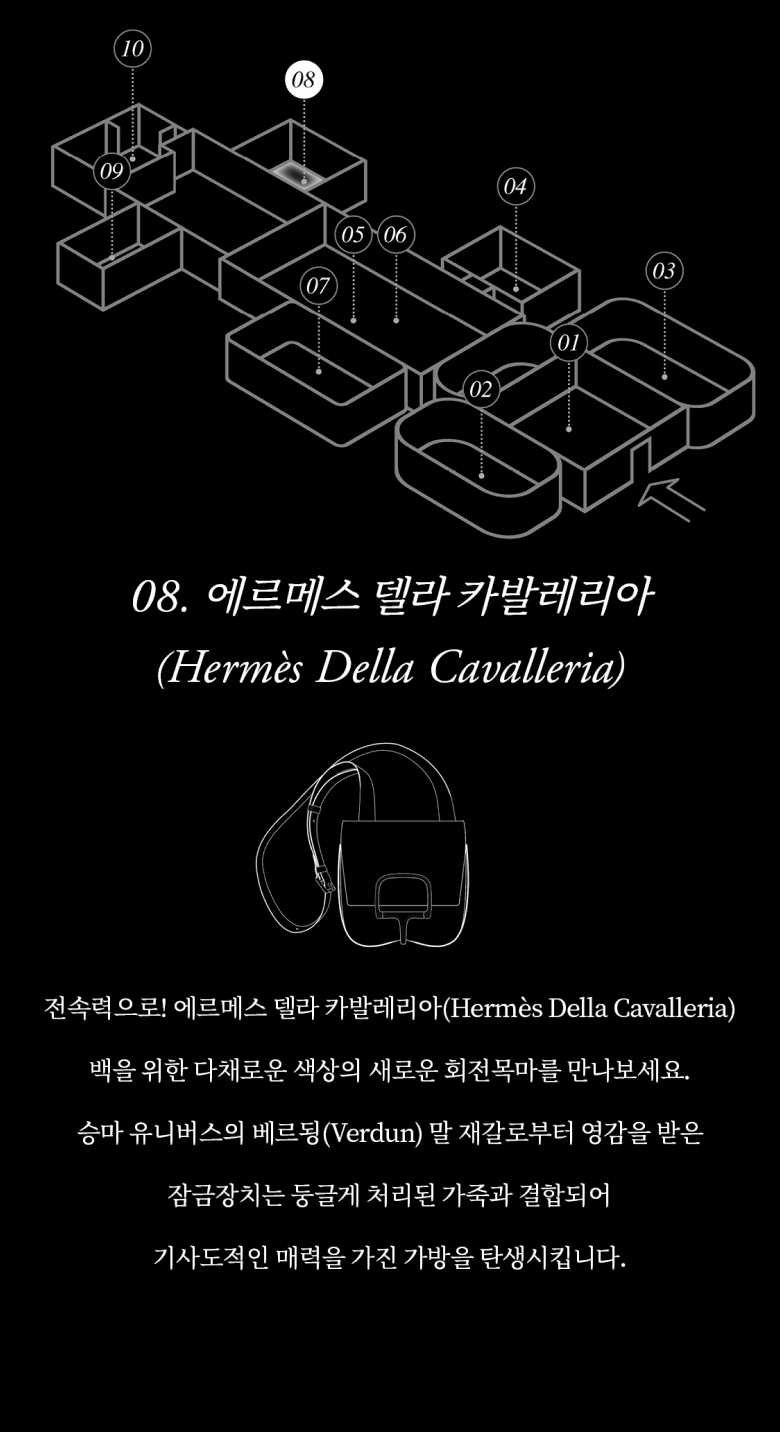 10
08
09
04
05 06
03
07
01
02
08. 에르메스 델라 카발레리아
(Hermès Della Cavalleria)
전속력으로! 에르메스 델라 카발레리아(Hermès Della Cavalleria)
백을 위한 다채로운 색상의 새로운 회전목마를 만나보세요.
승마 유니버스의 베르됭(Verdun) 말 재갈로부터 영감을 받은
잠금장치는 둥글게 처리된 가죽과 결합되어
기사도적인 매력을 가진 가방을 탄생시킵니다.